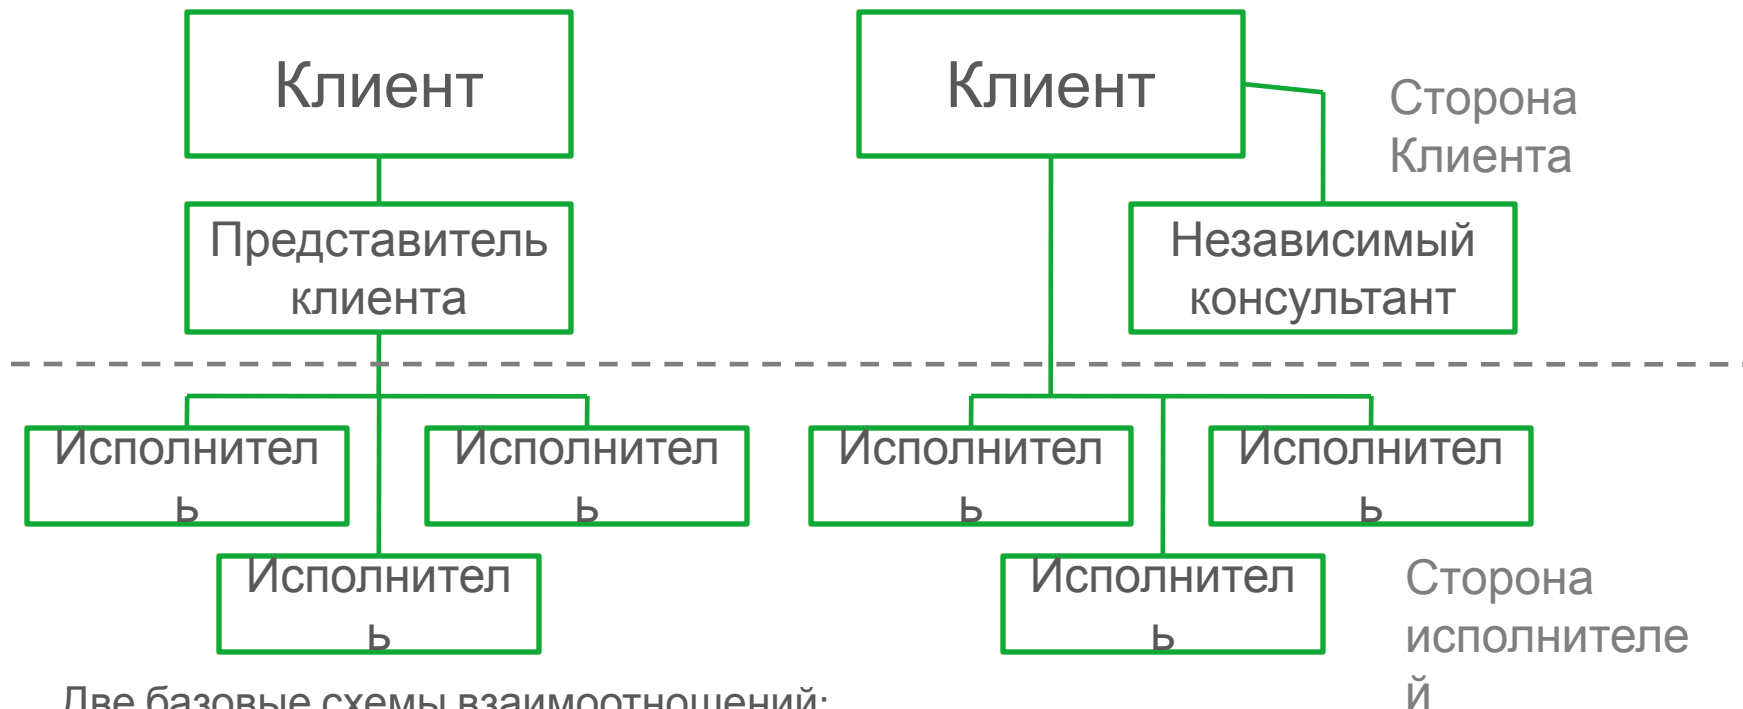 Клиент
Клиент
Сторона
Клиента
Представитель
клиента
Независимый
консультант
Исполнител
ь
Исполнител
ь
Исполнител
ь
Исполнител
ь
Исполнител
ь
Исполнител
ь
Сторона
исполнителе
й
Две базовые схемы взаимоотношений: